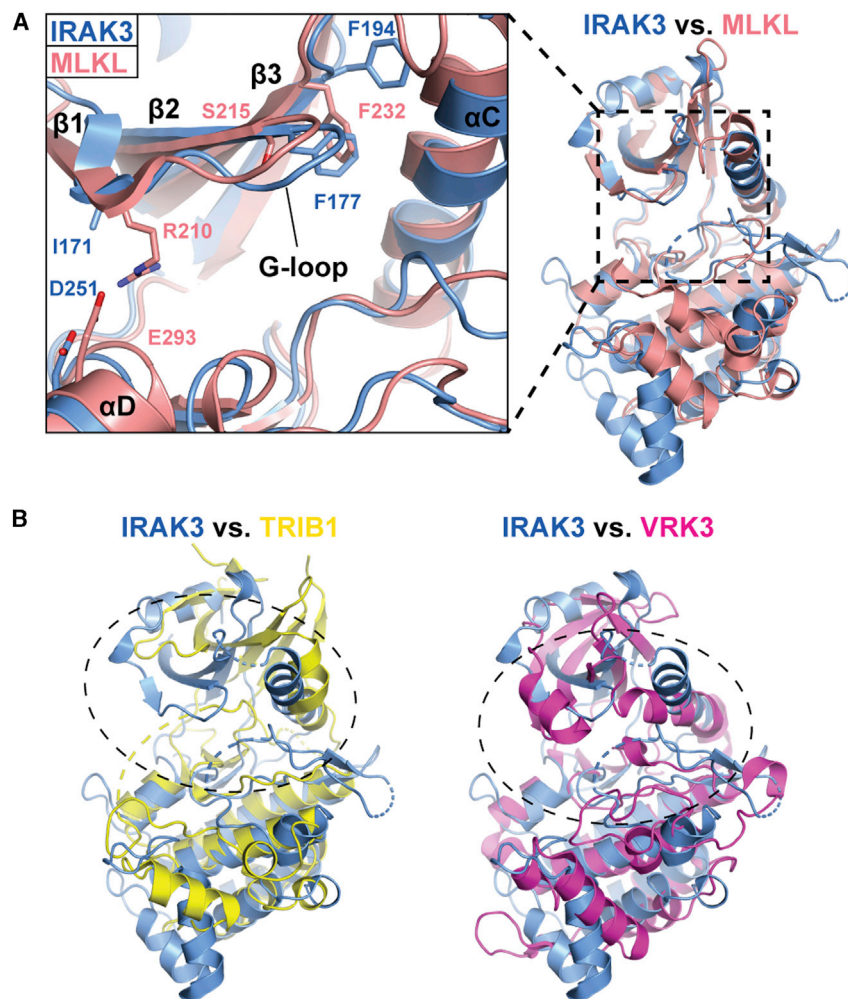 A
IRAK3
MLKL
F194
IRAK3 vs. MLKL
β3
β2
β1
S215
F232
αC
F177
I171
R210
G-loop
D251
E293
αD
B
IRAK3 vs. TRIB1
IRAK3 vs. VRK3